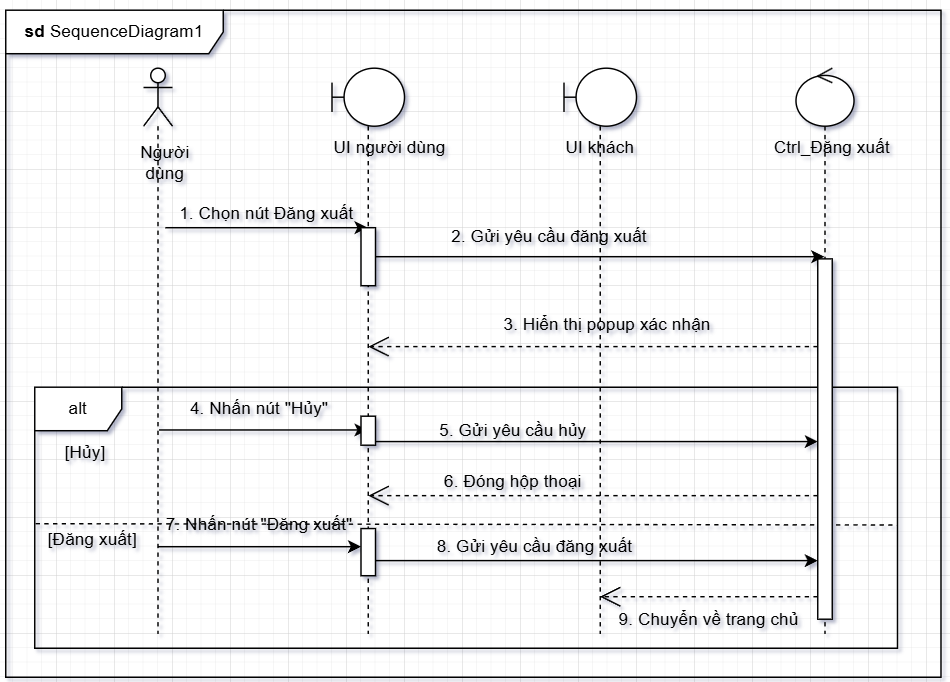 sd SequenceDiagram1
Người
dùng
UI người dùng
UI khách
Ctrl_Đăng xuất
1. Chọn nút Đăng xuất
2. Gửi yêu cầu đăng xuất
3. Hiển thị popup xác nhận
alt
4. Nhấn nút "Hủy"
[Hủy]
5. Gửi yêu cầu hủy
6. Đóng hộp thoại
7. Nhấn nút "Đăng xuất"
[Đăng xuất]
8. Gửi yêu cầu đăng xuất
9. Chuyển về trang chủ